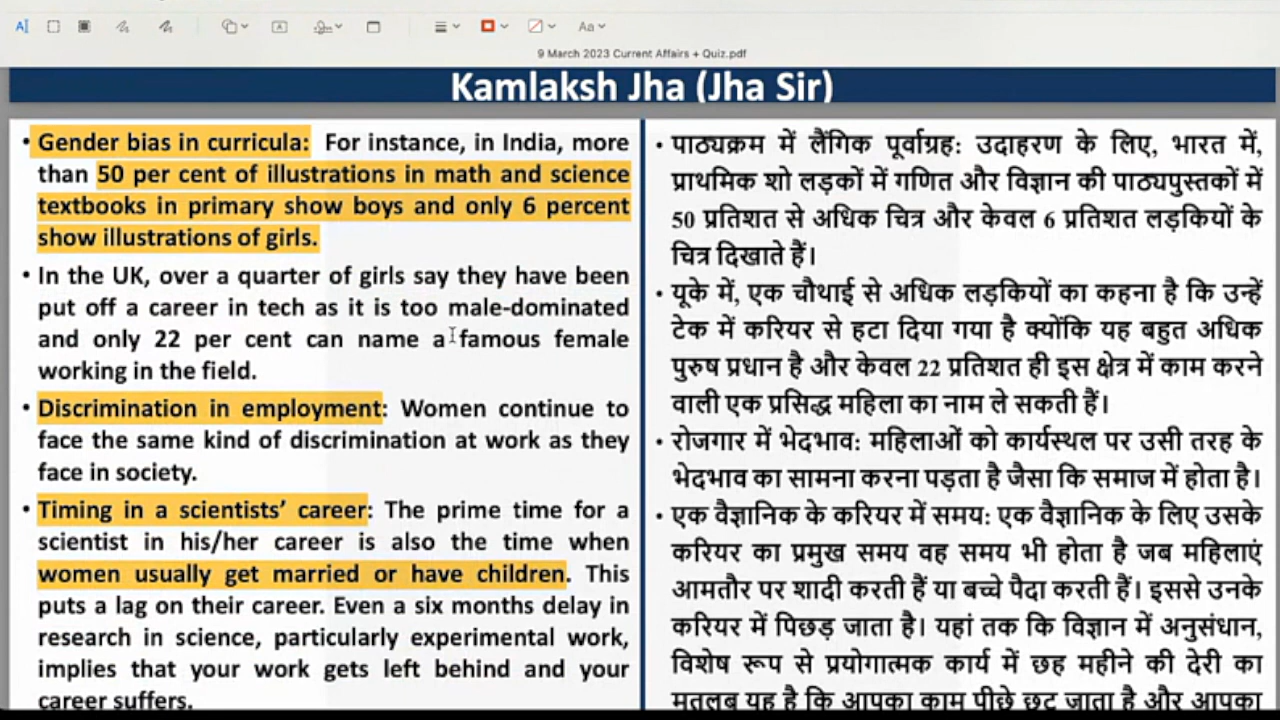 Aa
9 March 2023 Current Affairs + Quiz.pdf
Kamlaksh Jha (Jha Sir)
• Gender bias in curricula: For instance, in India, more
than 50 per cent of illustrations in math and science
textbooks in primary show boys and only 6 percent
show illustrations of girls.
• In the UK, over a quarter of girls say they have been
put off a career in tech as it is too male-dominated
and only 22 per cent can name a famous female
working in the field.
• Discrimination in employment: Women continue to
face the same kind of discrimination at work as they
face in society.
• Timing in a scientists’ career: The prime time for a
scientist in his/her career is also the time when
women usually get married or have children. This
puts a lag on their career. Even a six months delay in
research in science, particularly experimental work,
implies that your work gets left behind and your
career suffers.
• पाठ्यक्रम में लैंगिक पूर्वाग्रह: उदाहरण के लिए, भारत में,
प्राथमिक शो लड़कों में गणित और विज्ञान की पाठ्यपुस्तकों में
50 प्रतिशत से अधिक चित्र और केवल 6 प्रतिशत लड़कियों के
चित्र दिखाते हैं।
• यूके में, एक चौथाई से अधिक लड़कियों का कहना है कि उन्हें
टेक में करियर से हटा दिया गया है क्योंकि यह बहुत अधिक
पुरुष प्रधान है और केवल 22 प्रतिशत ही इस क्षेत्र में काम करने
वाली एक प्रसिद्ध महिला का नाम ले सकती हैं।
• रोजगार में भेदभाव: महिलाओं को कार्यस्थल पर उसी तरह के
भेदभाव का सामना करना पड़ता है जैसा कि समाज में होता है।
• एक वैज्ञानिक के करियर में समय: एक वैज्ञानिक के लिए उसके
करियर का प्रमुख समय वह समय भी होता है जब महिलाएं
आमतौर पर शादी करती हैं या बच्चे पैदा करती हैं। इससे उनके
करियर में पिछड़ जाता है। यहां तक कि विज्ञान में अनुसंधान,
विशेष रूप से प्रयोगात्मक कार्य में छह महीने की देरी का
मतलब यह है कि आपका काम पीछे छूट जाता है और आपका